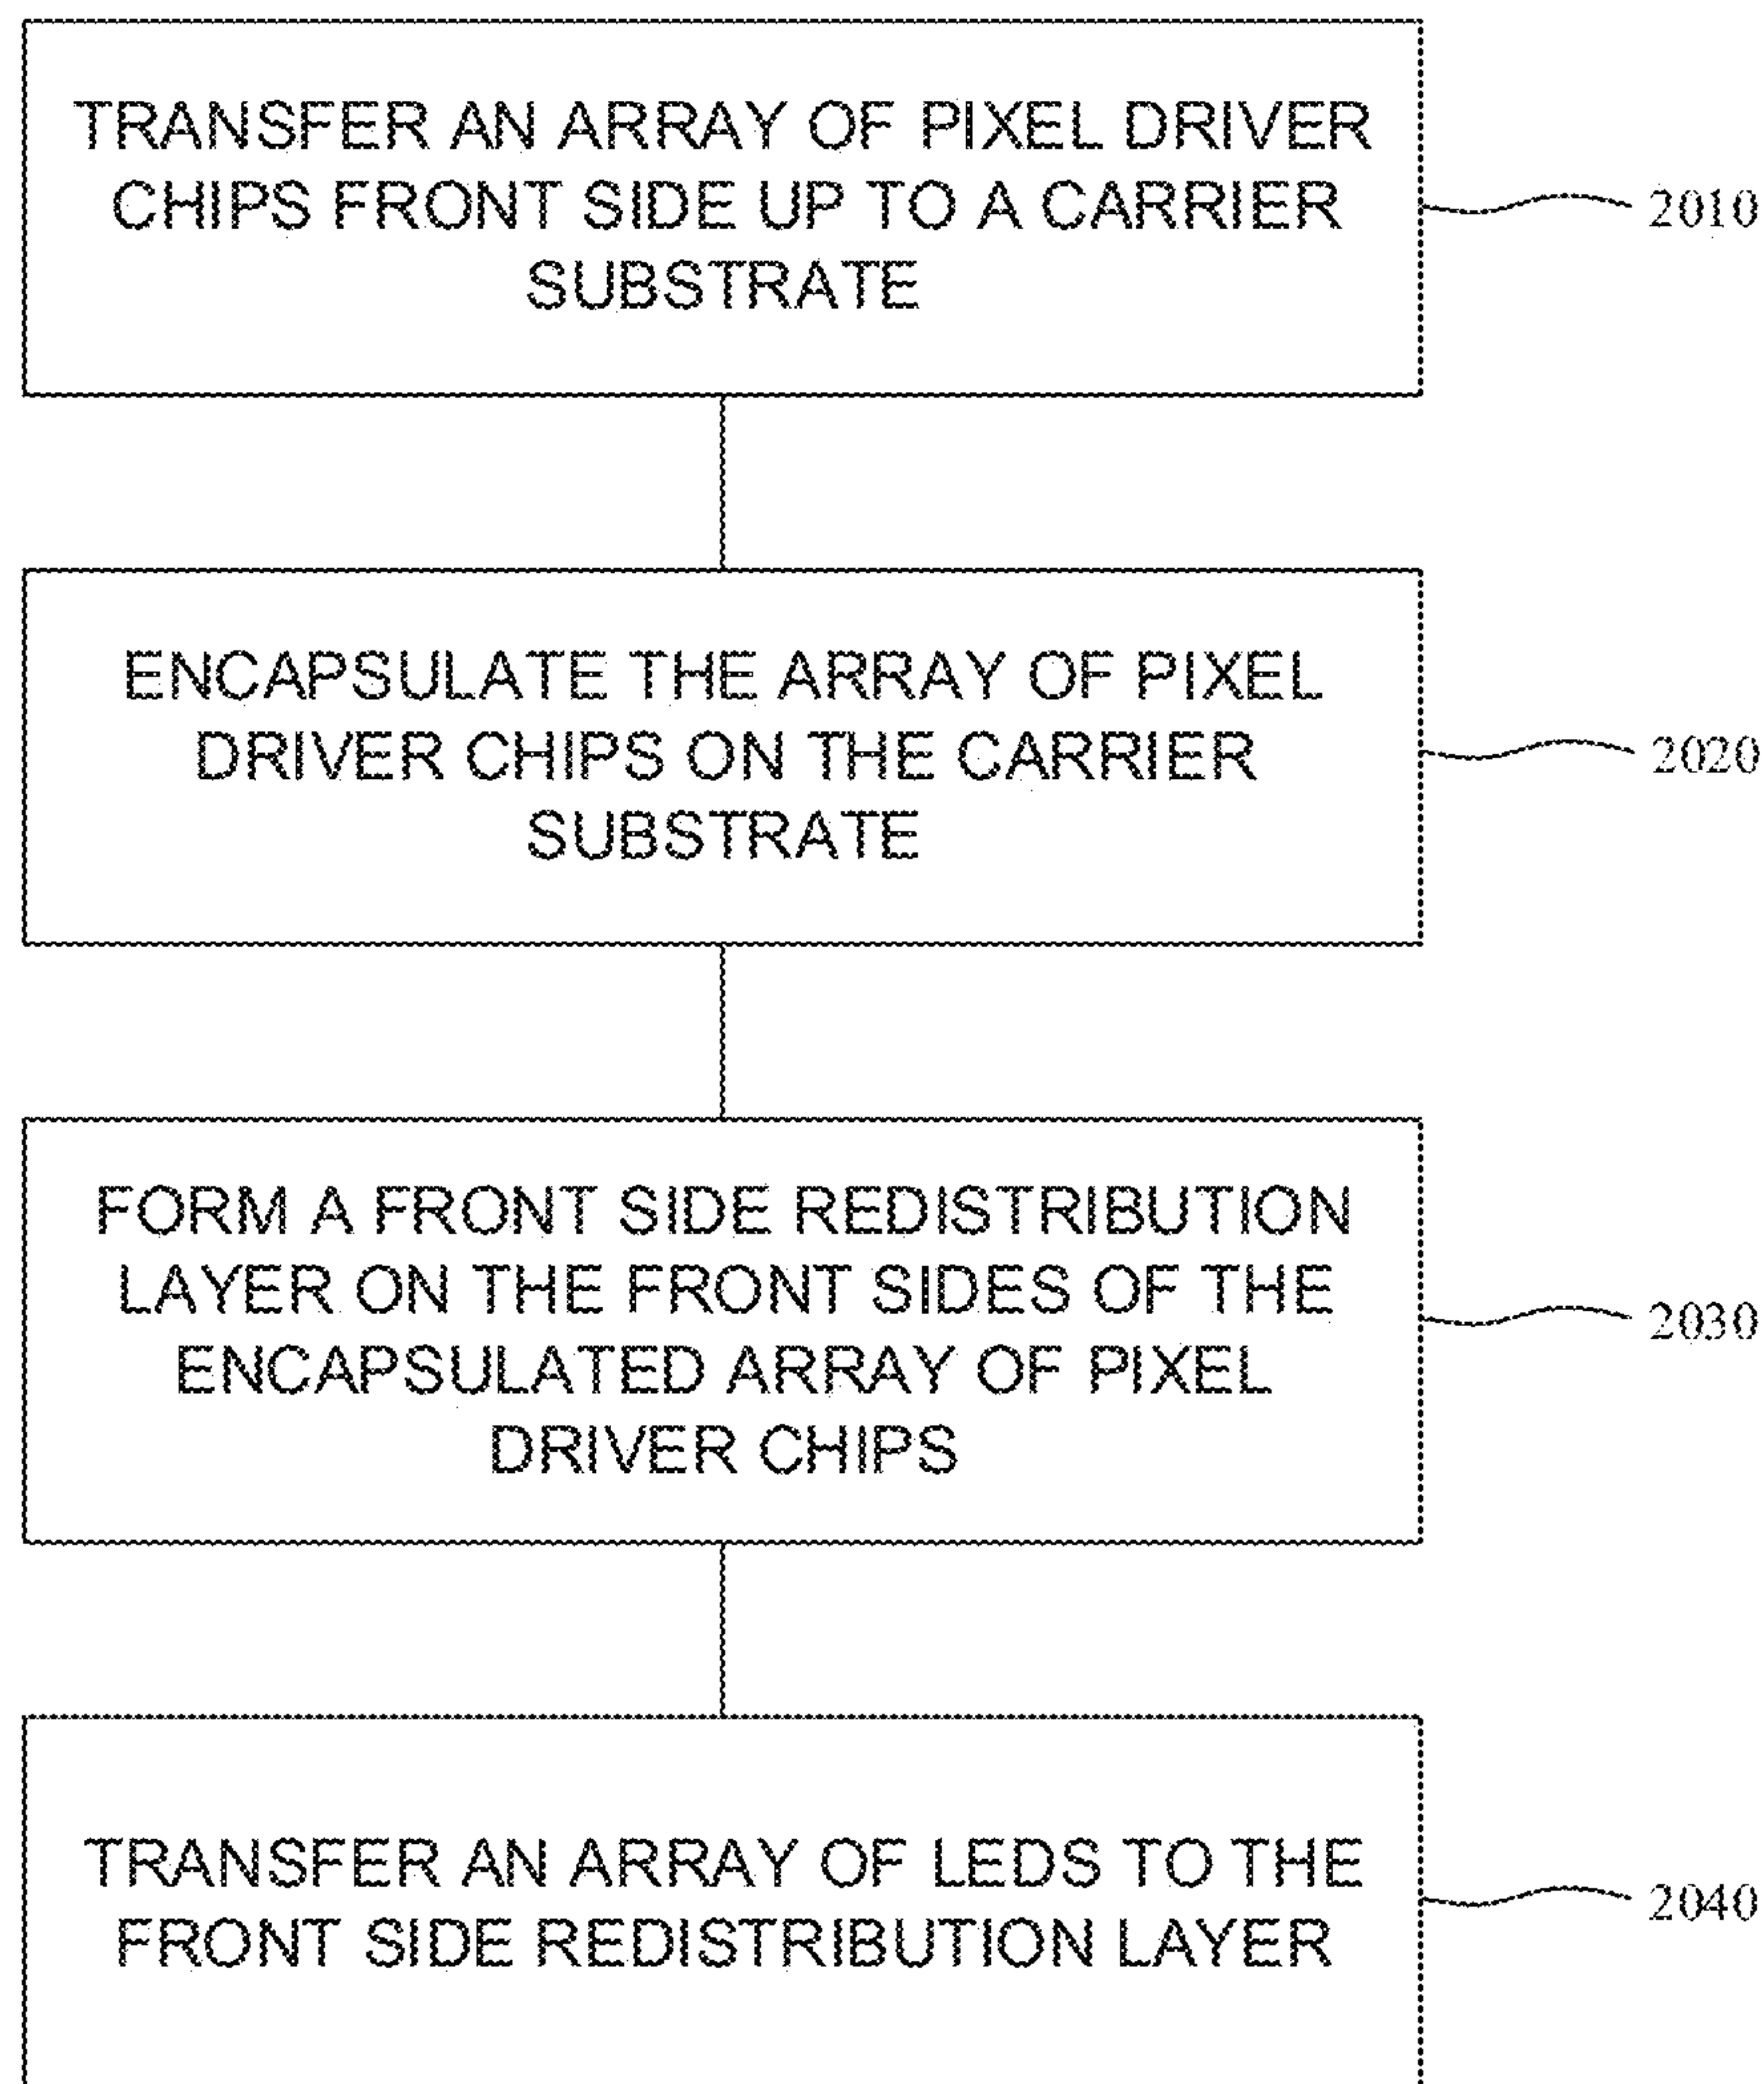 TRANSFER AN ARRAY OF PIXEL DRIVER
CHIPS FRONT SIDE UP TO A CARRIER
SUBSTRATE
2010
ENCAPSULATE THE ARRAY OF PIXEL
DRIVER CHIPS ON THE CARRIER
SUBSTRATE
2020
FORM A FRONT SIDE REDISTRIBUTION
LAYER ON THE FRONT SIDES OF THE
ENCAPSULATED ARRAY OF PIXEL
DRIVER CHIPS
2030
TRANSFER AN ARRAY OF LEDS TO THE
FRONT SIDE REDISTRIBUTION LAYER
2040